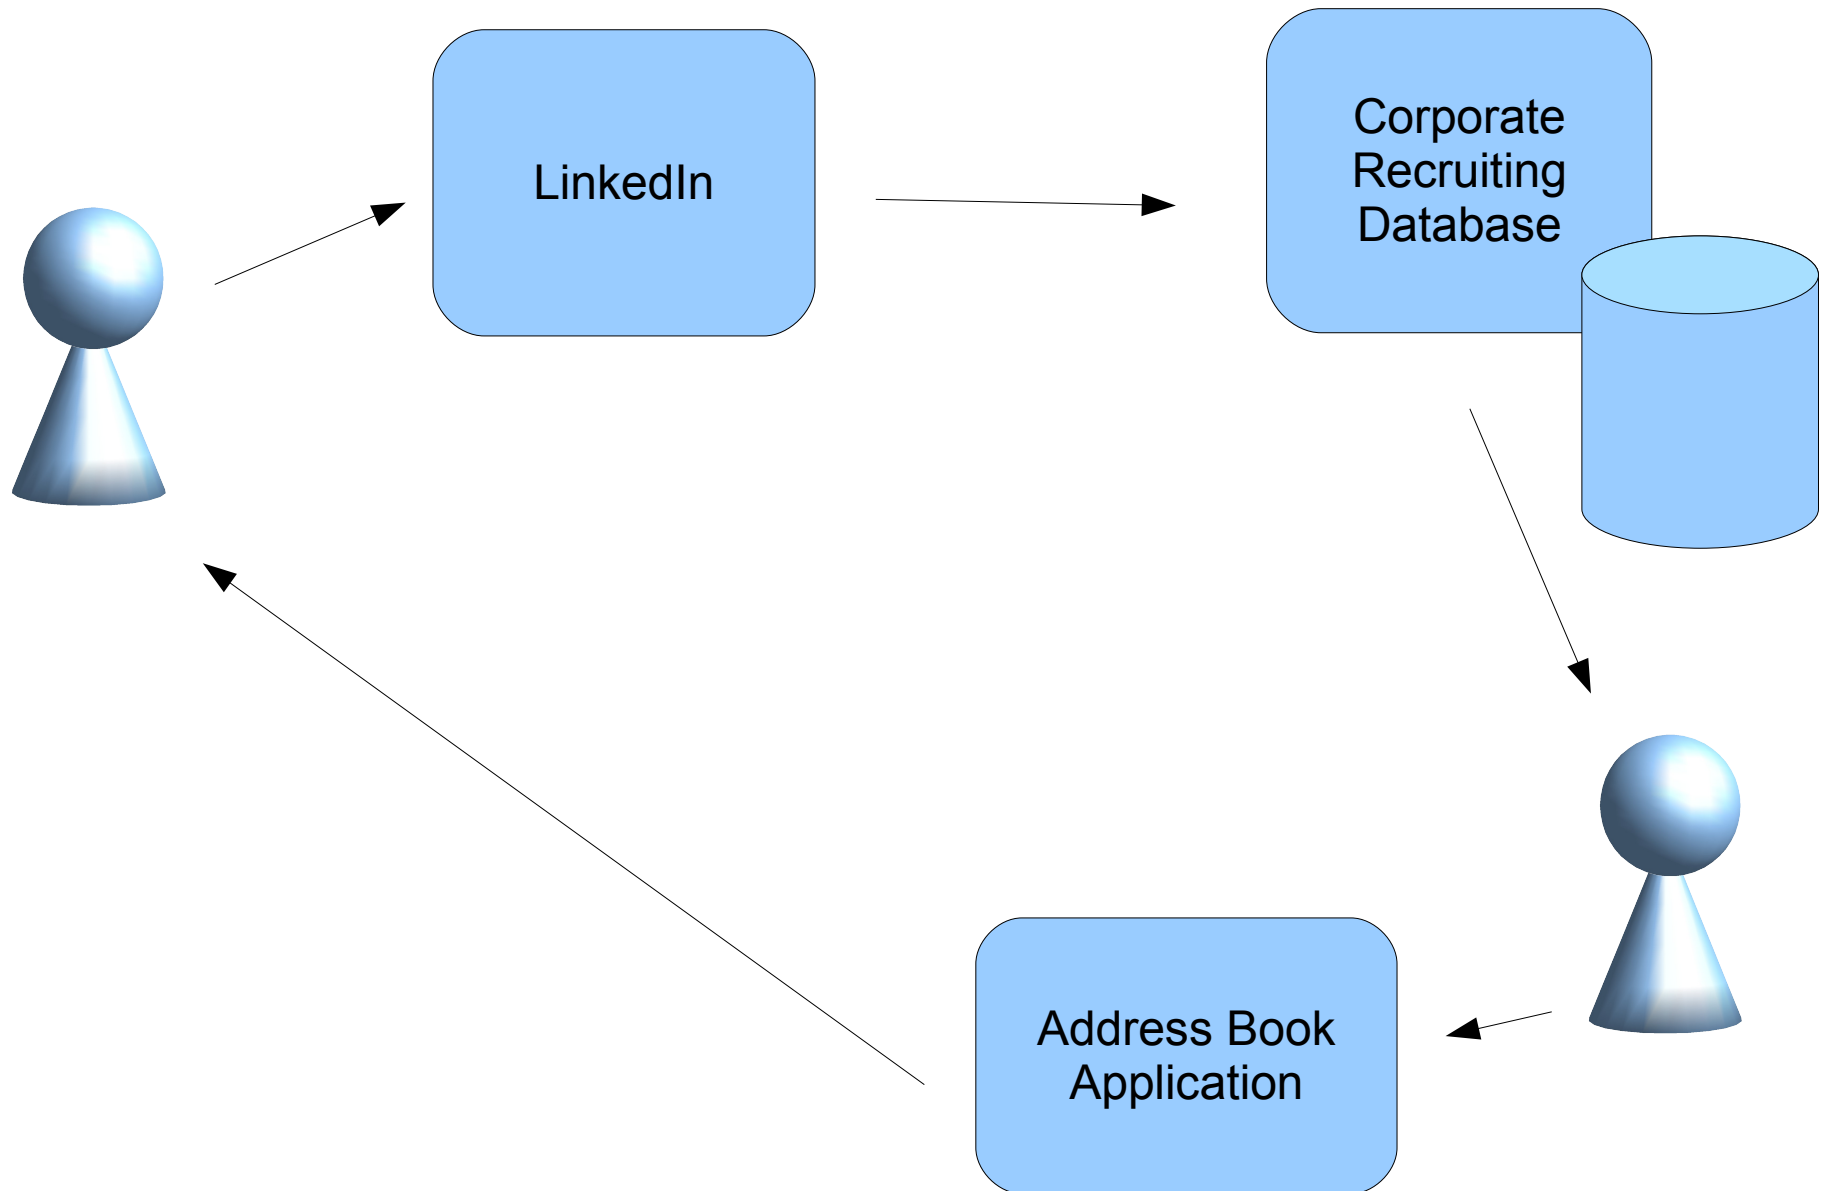 LinkedIn
Corporate
Recruiting
Database
Address Book
Application